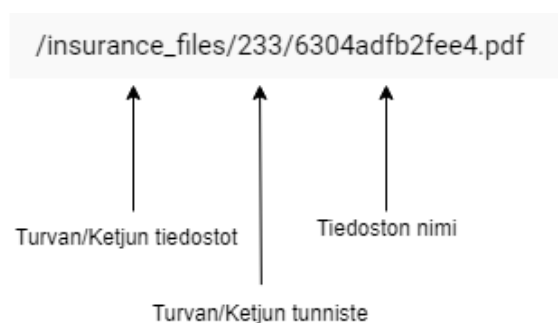 /insurance_files/233/6304adfb2fee4.pdf
Turvan/Ketjun tiedostot
Tiedoston nimi
Turvan/Ketjun tunniste